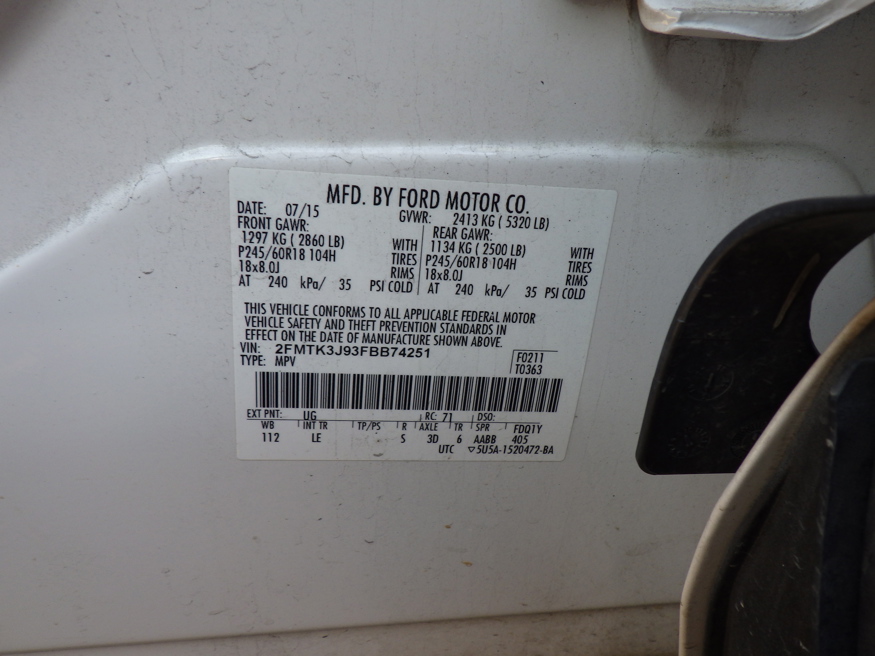 MFD. BY FORD MOTOR CO.
DATE: 07/15 GVWR: 2413 KG ( 5320 LB)
FRONT GAWR: REAR GAWR:
1297 KG ( 2860 LB) WITH 1134 KG ( 2500 LB) WITH
P245/60R18 104H TIRES P245/60R18 104H TIRES
18x8.0J RIMS 18x8.0J RIMS
AT 240 kPa/ 35 PSI COLD AT 240 kPa/ 35 PSI COLD
THIS VEHICLE CONFORMS TO ALL APPLICABLE FEDERAL MOTOR
VEHICLE SAFETY AND THEFT PREVENTION STANDARDS IN
EFFECT ON THE DATE OF MANUFACTURE SHOWN ABOVE.
VIN: 2FMTK3J93FBB74251 F0211
TYPE: MPV T0363
EXT PNT: UG RC: 71 DSO:
WB INT TR TP/PS R AXLE TR SPR FDQ1Y
112 LE S 3D 6 AABB 405
UTC ▽5U5A-1520472-BA